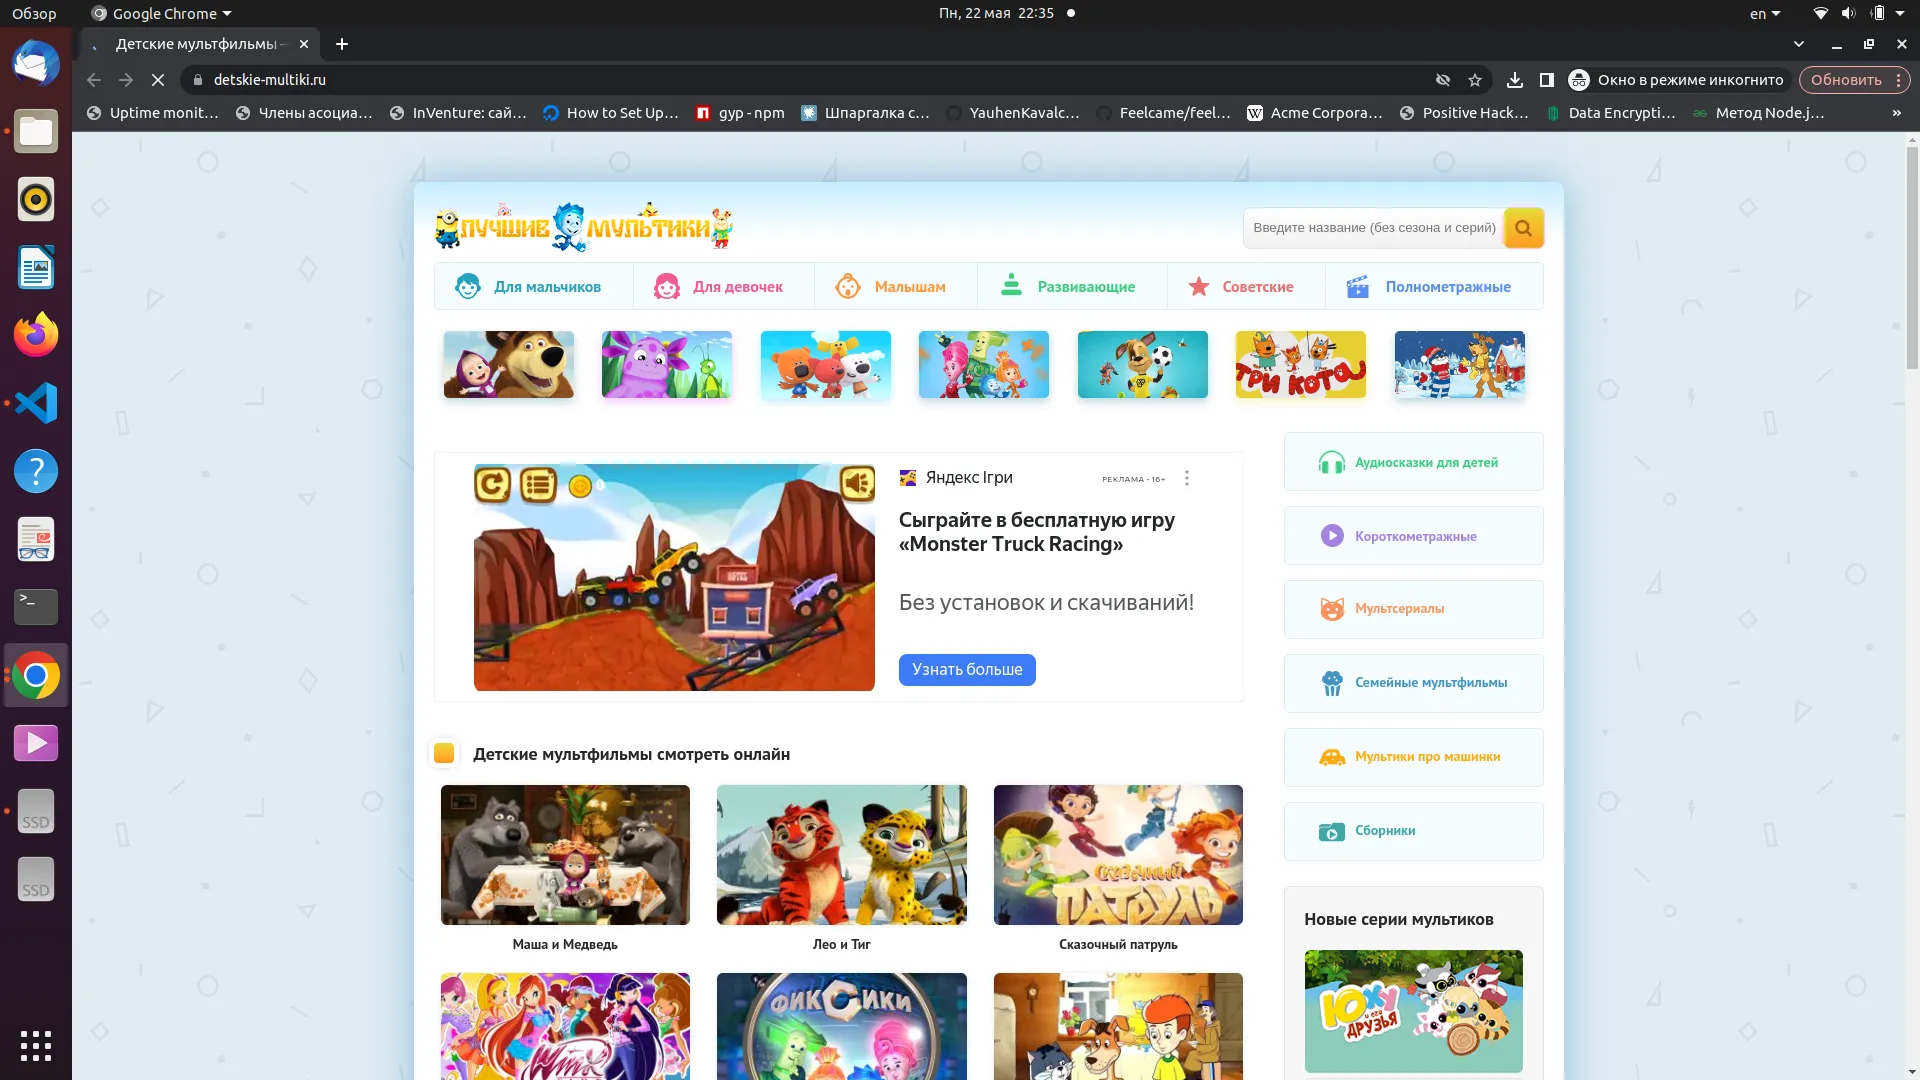 Обзор
Google Chrome
Пн, 22 мая 22:35
en
Детские мультфильмы
detskie-multiki.ru
Окно в режиме инкогнито
Обновить
Uptime monit…
Члены асоциа…
InVenture: сай…
How to Set Up…
gyp - npm
Шпаргалка с…
YauhenKavalc…
Feelcame/feel…
Acme Corpora…
Positive Hack…
Data Encrypti…
Метод Node.j…
»
ЛУЧШИЕ МУЛЬТИКИ
Введите название (без сезона и серий)
Для мальчиков
Для девочек
Малышам
Развивающие
Советские
Полнометражные
ТРИ КОТА
Аудиосказки для детей
Короткометражные
Мультсериалы
Семейные мультфильмы
Мультики про машинки
Сборники
0
Яндекс Ігри
РЕКЛАМА • 16+
Сыграйте в бесплатную игру
«Monster Truck Racing»
Без установок и скачиваний!
Узнать больше
Детские мультфильмы смотреть онлайн
СКАЗОЧНЫЙ
ПАТРУЛЬ
Маша и Медведь
Лео и Тиг
Сказочный патруль
Winx
ФИКСИКИ
Новые серии мультиков
ЮХУ
и его
ДРУЗЬЯ
SSD
SSD